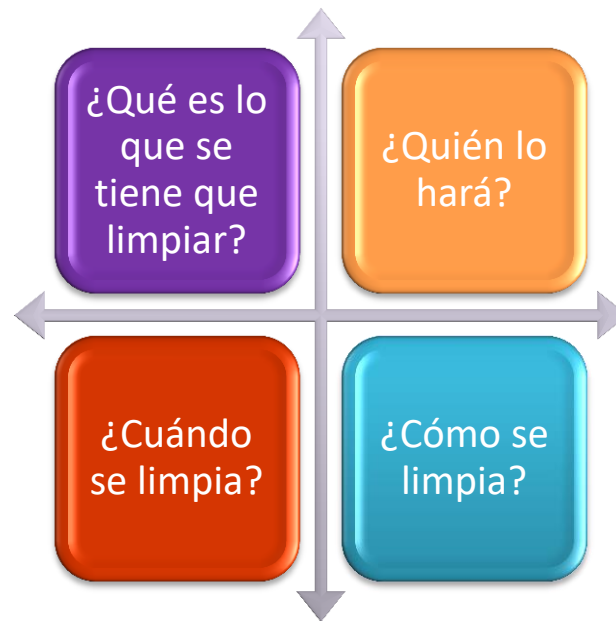 ¿Qué es lo
que se
tiene que
limpiar?
¿Quién lo
hará?
¿Cuándo
se limpia?
¿Cómo se
limpia?